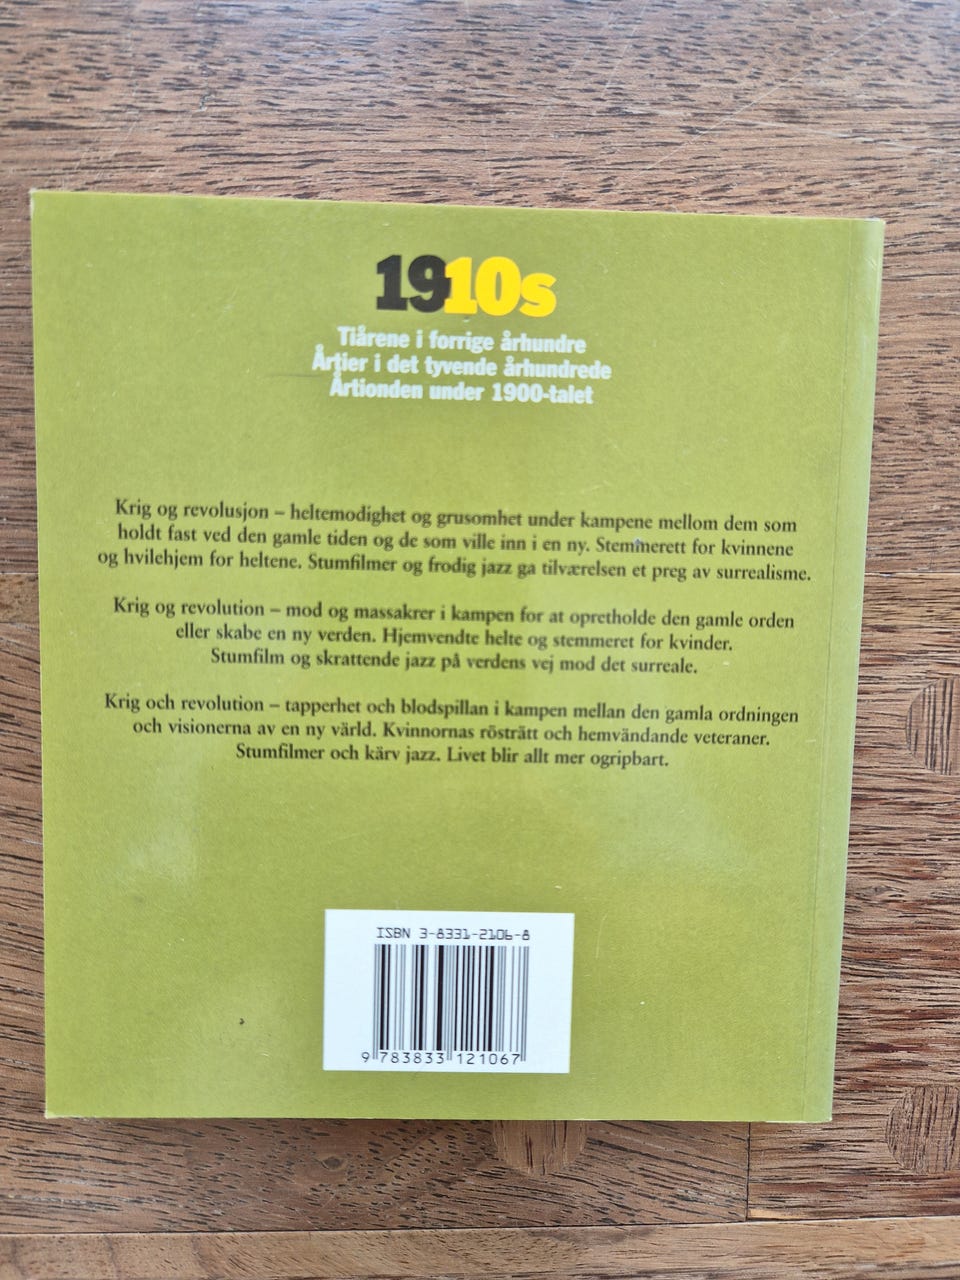 1910s
Tiårene i forrige århundre
Årtier i det tyvende århundrede
Årtionden under 1900-talet
Krig og revolusjon – heltemodighet og grusomhet under kampene mellom dem som
holdt fast ved den gamle tiden og de som ville inn i en ny. Stemmerett for kvinnene
og hvilehjem for heltene. Stumfilmer og frodig jazz ga tilværelsen et preg av surrealisme.
Krig og revolution – mod og massakrer i kampen for at opretholde den gamle orden
eller skabe en ny verden. Hjemvendte helte og stemmeret for kvinder.
Stumfilm og skrattende jazz på verdens vej mod det surreale.
Krig och revolution – tapperhet och blodspillan i kampen mellan den gamla ordningen
och visionerna av en ny värld. Kvinnornas rösträtt och hemvändande veteraner.
Stumfilmer och kärv jazz. Livet blir allt mer ogripbart.
ISBN 3-8331-2106-8
9 783833 121067